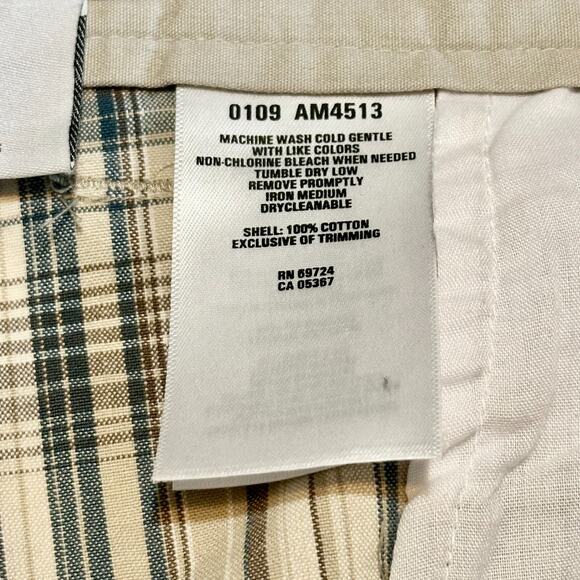 0109 AM4513
MACHINE WASH COLD GENTLE
WITH LIKE COLORS
NON-CHLORINE BLEACH WHEN NEEDED
TUMBLE DRY LOW
REMOVE PROMPTLY
IRON MEDIUM
DRYCLEANABLE
SHELL: 100% COTTON
EXCLUSIVE OF TRIMMING
RN 69724
CA 05367